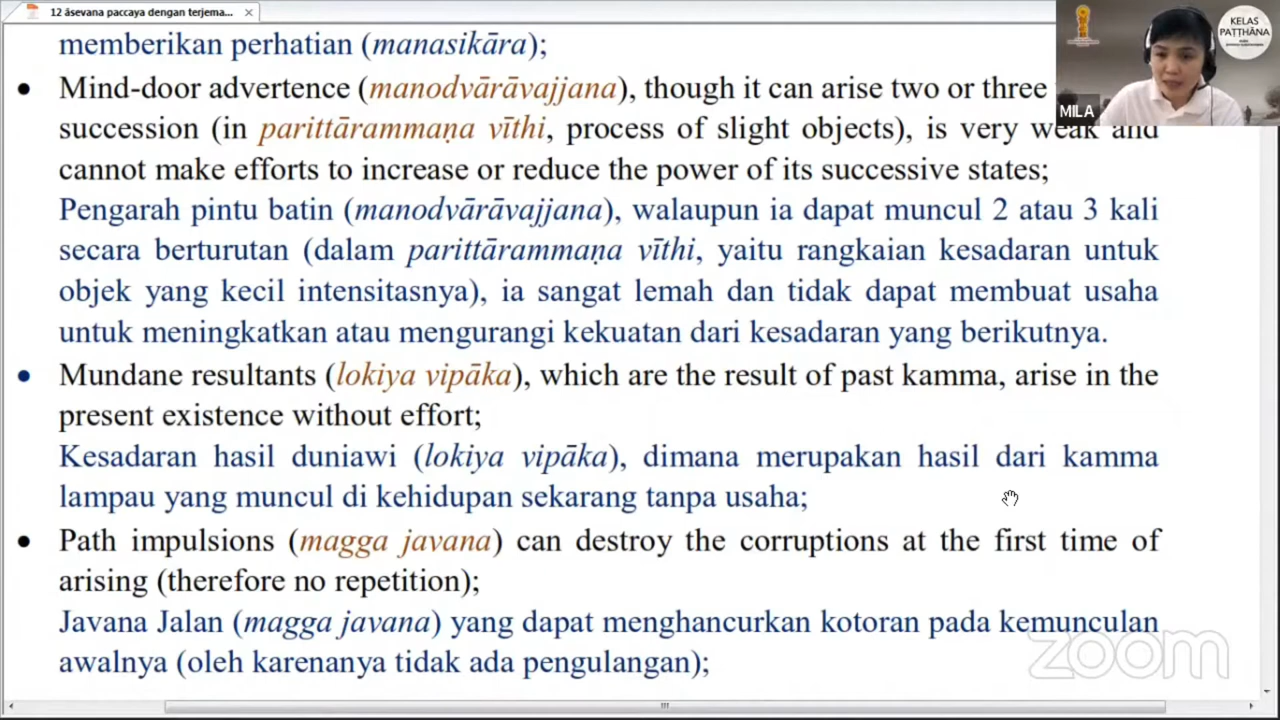 12 āsevana paccaya dengan terjema...
KELAS
PAṬṬHĀNA
MILA
memberikan perhatian (manasikāra);
• Mind-door advertence (manodvārāvajjana), though it can arise two or three
succession (in parittārammaṇa vīthi, process of slight objects), is very weak and
cannot make efforts to increase or reduce the power of its successive states;
Pengarah pintu batin (manodvārāvajjana), walaupun ia dapat muncul 2 atau 3 kali
secara berturutan (dalam parittārammaṇa vīthi, yaitu rangkaian kesadaran untuk
objek yang kecil intensitasnya), ia sangat lemah dan tidak dapat membuat usaha
untuk meningkatkan atau mengurangi kekuatan dari kesadaran yang berikutnya.
• Mundane resultants (lokiya vipāka), which are the result of past kamma, arise in the
present existence without effort;
Kesadaran hasil duniawi (lokiya vipāka), dimana merupakan hasil dari kamma
lampau yang muncul di kehidupan sekarang tanpa usaha;
• Path impulsions (magga javana) can destroy the corruptions at the first time of
arising (therefore no repetition);
Javana Jalan (magga javana) yang dapat menghancurkan kotoran pada kemunculan
awalnya (oleh karenanya tidak ada pengulangan);
zoom